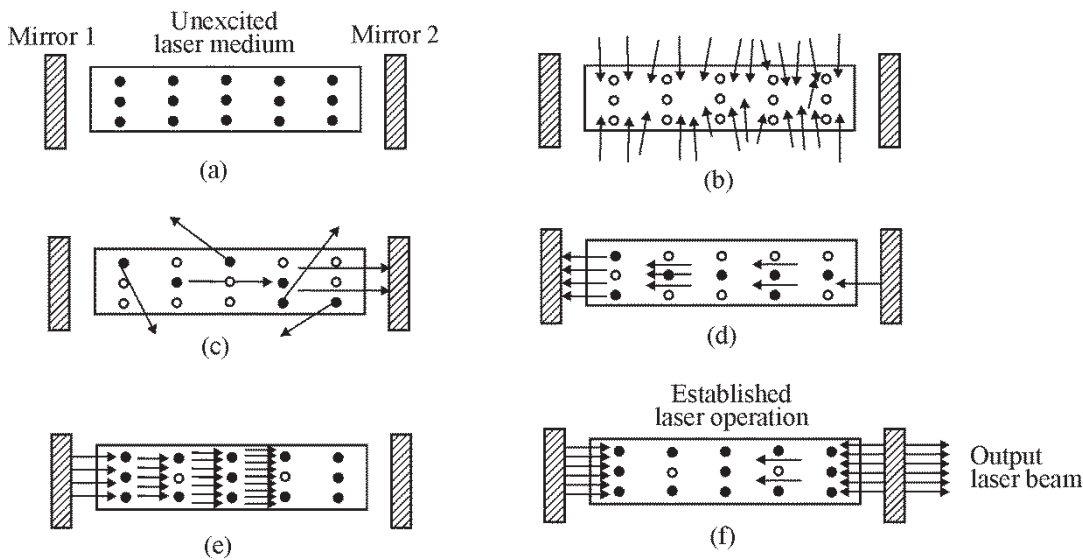 Unexcited
laser medium
Mirror 1
Mirror 2
(a)
(b)
(c)
(d)
Established
laser operation
Output
laser beam
(e)
(f)